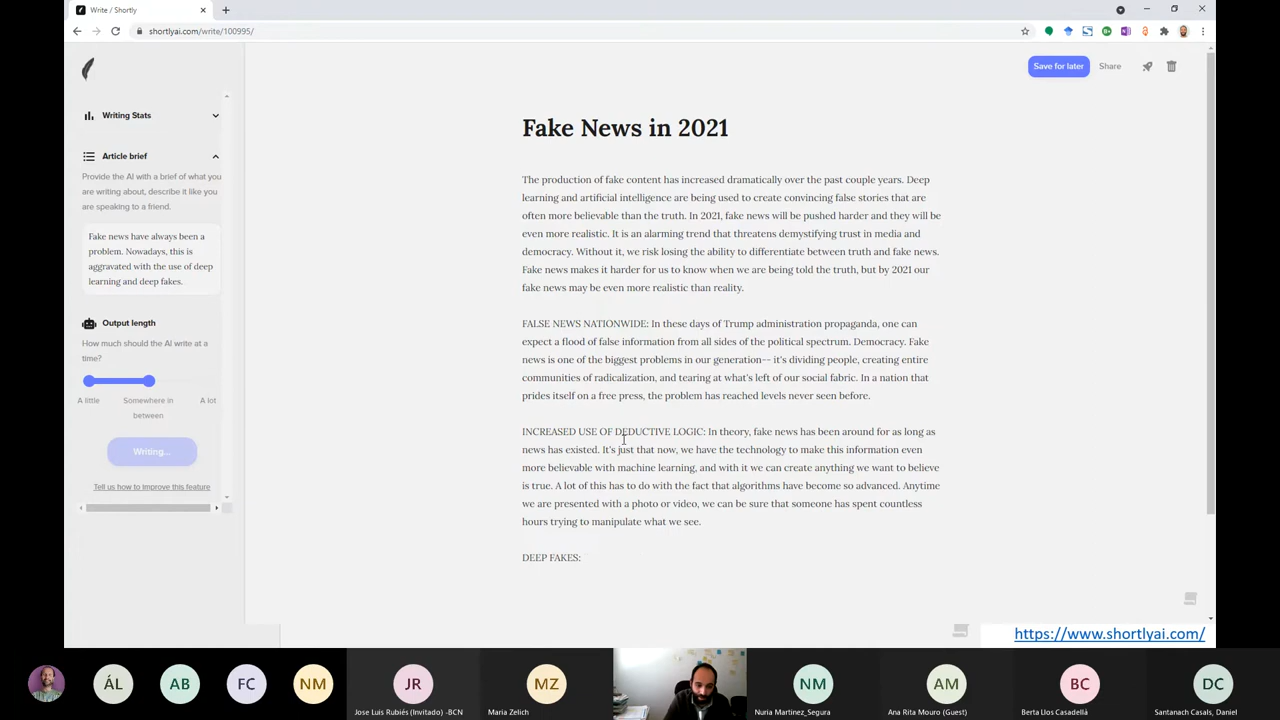 Write / Shortly
shortlyai.com/write/100995/
Save for later
Share
Writing Stats
Article brief
Provide the AI with a brief of what you
are writing about, describe it like you
are speaking to a friend.
Fake news have always been a
problem. Nowadays, this is
aggravated with the use of deep
learning and deep fakes.
Output length
How much should the AI write at a
time?
A little
Somewhere in
between
A lot
Writing...
Tell us how to improve this feature
Fake News in 2021
The production of fake content has increased dramatically over the past couple years. Deep
learning and artificial intelligence are being used to create convincing false stories that are
often more believable than the truth. In 2021, fake news will be pushed harder and they will be
even more realistic. It is an alarming trend that threatens demystifying trust in media and
democracy. Without it, we risk losing the ability to differentiate between truth and fake news.
Fake news makes it harder for us to know when we are being told the truth, but by 2021 our
fake news may be even more realistic than reality.
FALSE NEWS NATIONWIDE: In these days of Trump administration propaganda, one can
expect a flood of false information from all sides of the political spectrum. Democracy. Fake
news is one of the biggest problems in our generation-- it's dividing people, creating entire
communities of radicalization, and tearing at what's left of our social fabric. In a nation that
prides itself on a free press, the problem has reached levels never seen before.
INCREASED USE OF DEDUCTIVE LOGIC: In theory, fake news has been around for as long as
news has existed. It's just that now, we have the technology to make this information even
more believable with machine learning, and with it we can create anything we want to believe
is true. A lot of this has to do with the fact that algorithms have become so advanced. Anytime
we are presented with a photo or video, we can be sure that someone has spent countless
hours trying to manipulate what we see.
DEEP FAKES:
https://www.shortlyai.com/
ÁL
AB
FC
NM
JR
MZ
NM
AM
BC
DC
Jose Luis Rubiés (Invitado) -BCN
Maria Zelich
Nuria Martinez_Segura
Ana Rita Mouro (Guest)
Berta Llos Casadellá
Santanach Casals, Daniel